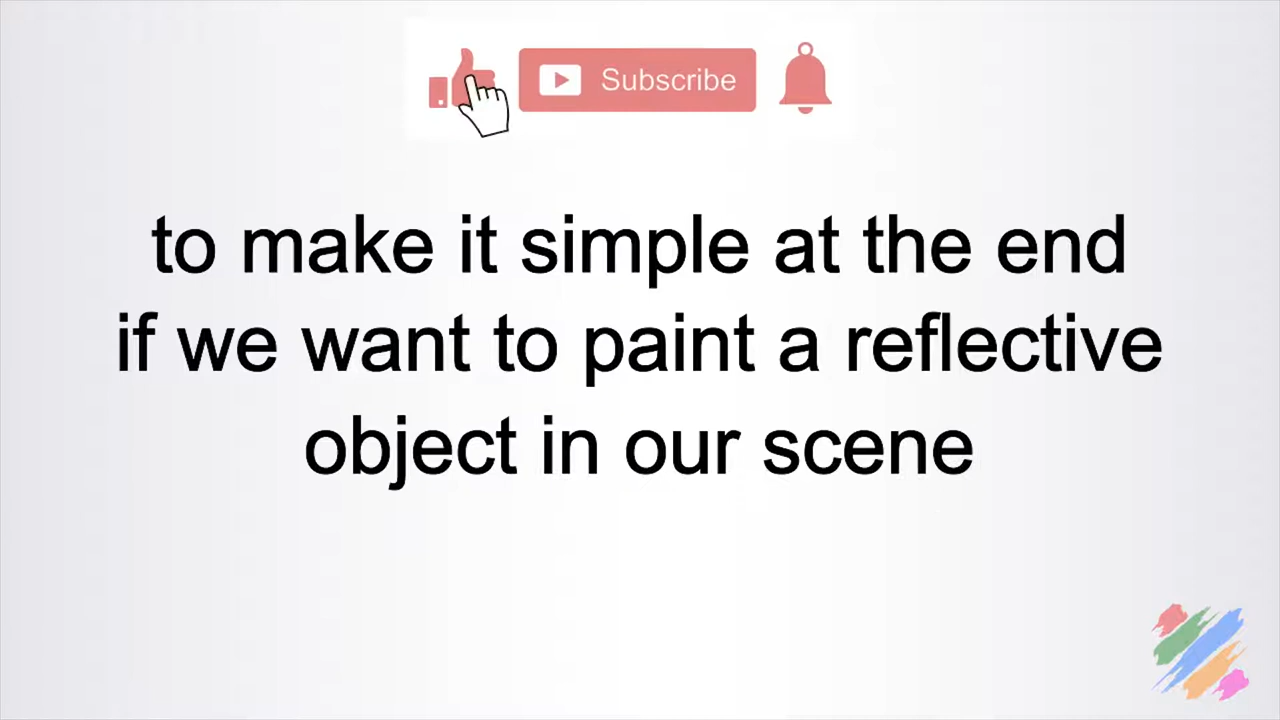 Subscribe
to make it simple at the end
if we want to paint a reflective
object in our scene